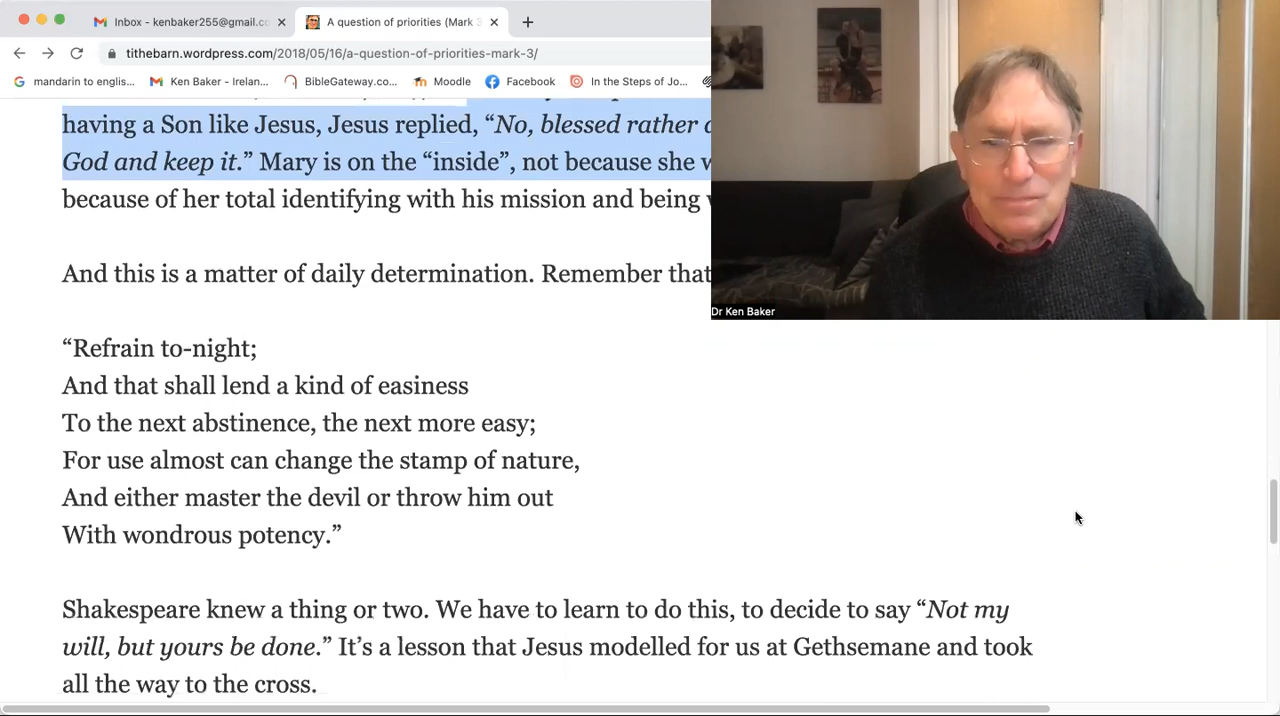 Inbox - kenbaker255@gmail.co
A question of priorities (Mark 3
tithebarn.wordpress.com/2018/05/16/a-question-of-priorities-mark-3/
mandarin to englis...
Ken Baker - Irelan...
BibleGateway.co...
Moodle
Facebook
In the Steps of Jo...
having a Son like Jesus, Jesus replied, “No, blessed rather
God and keep it.” Mary is on the “inside”, not because she
because of her total identifying with his mission and being
And this is a matter of daily determination. Remember that
“Refrain to-night;
And that shall lend a kind of easiness
To the next abstinence, the next more easy;
For use almost can change the stamp of nature,
And either master the devil or throw him out
With wondrous potency.”
Shakespeare knew a thing or two. We have to learn to do this, to decide to say “Not my
will, but yours be done.” It’s a lesson that Jesus modelled for us at Gethsemane and took
all the way to the cross.
Dr Ken Baker